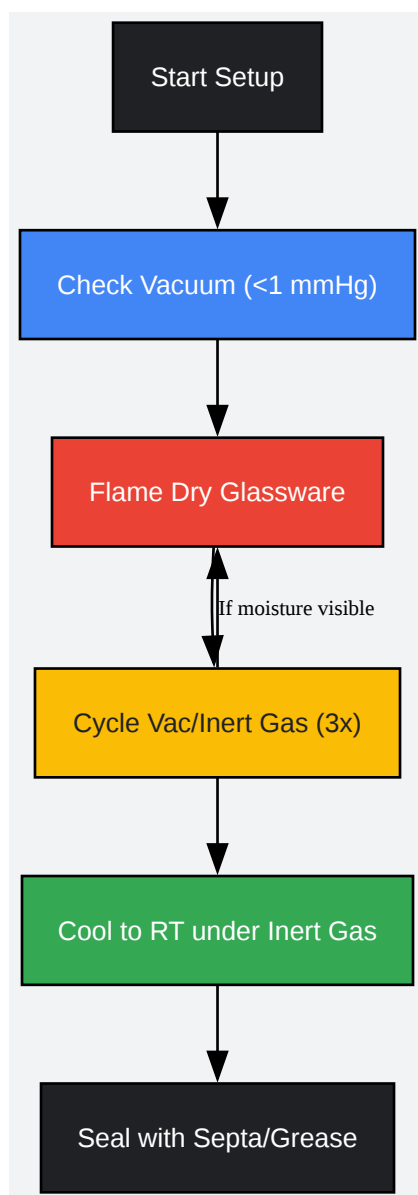 Start Setup
Check Vacuum (<1 mmHg)
Flame Dry Glassware
If moisture visible
Cycle Vac/Inert Gas (3x)
Cool to RT under Inert Gas
Seal with Septa/Grease